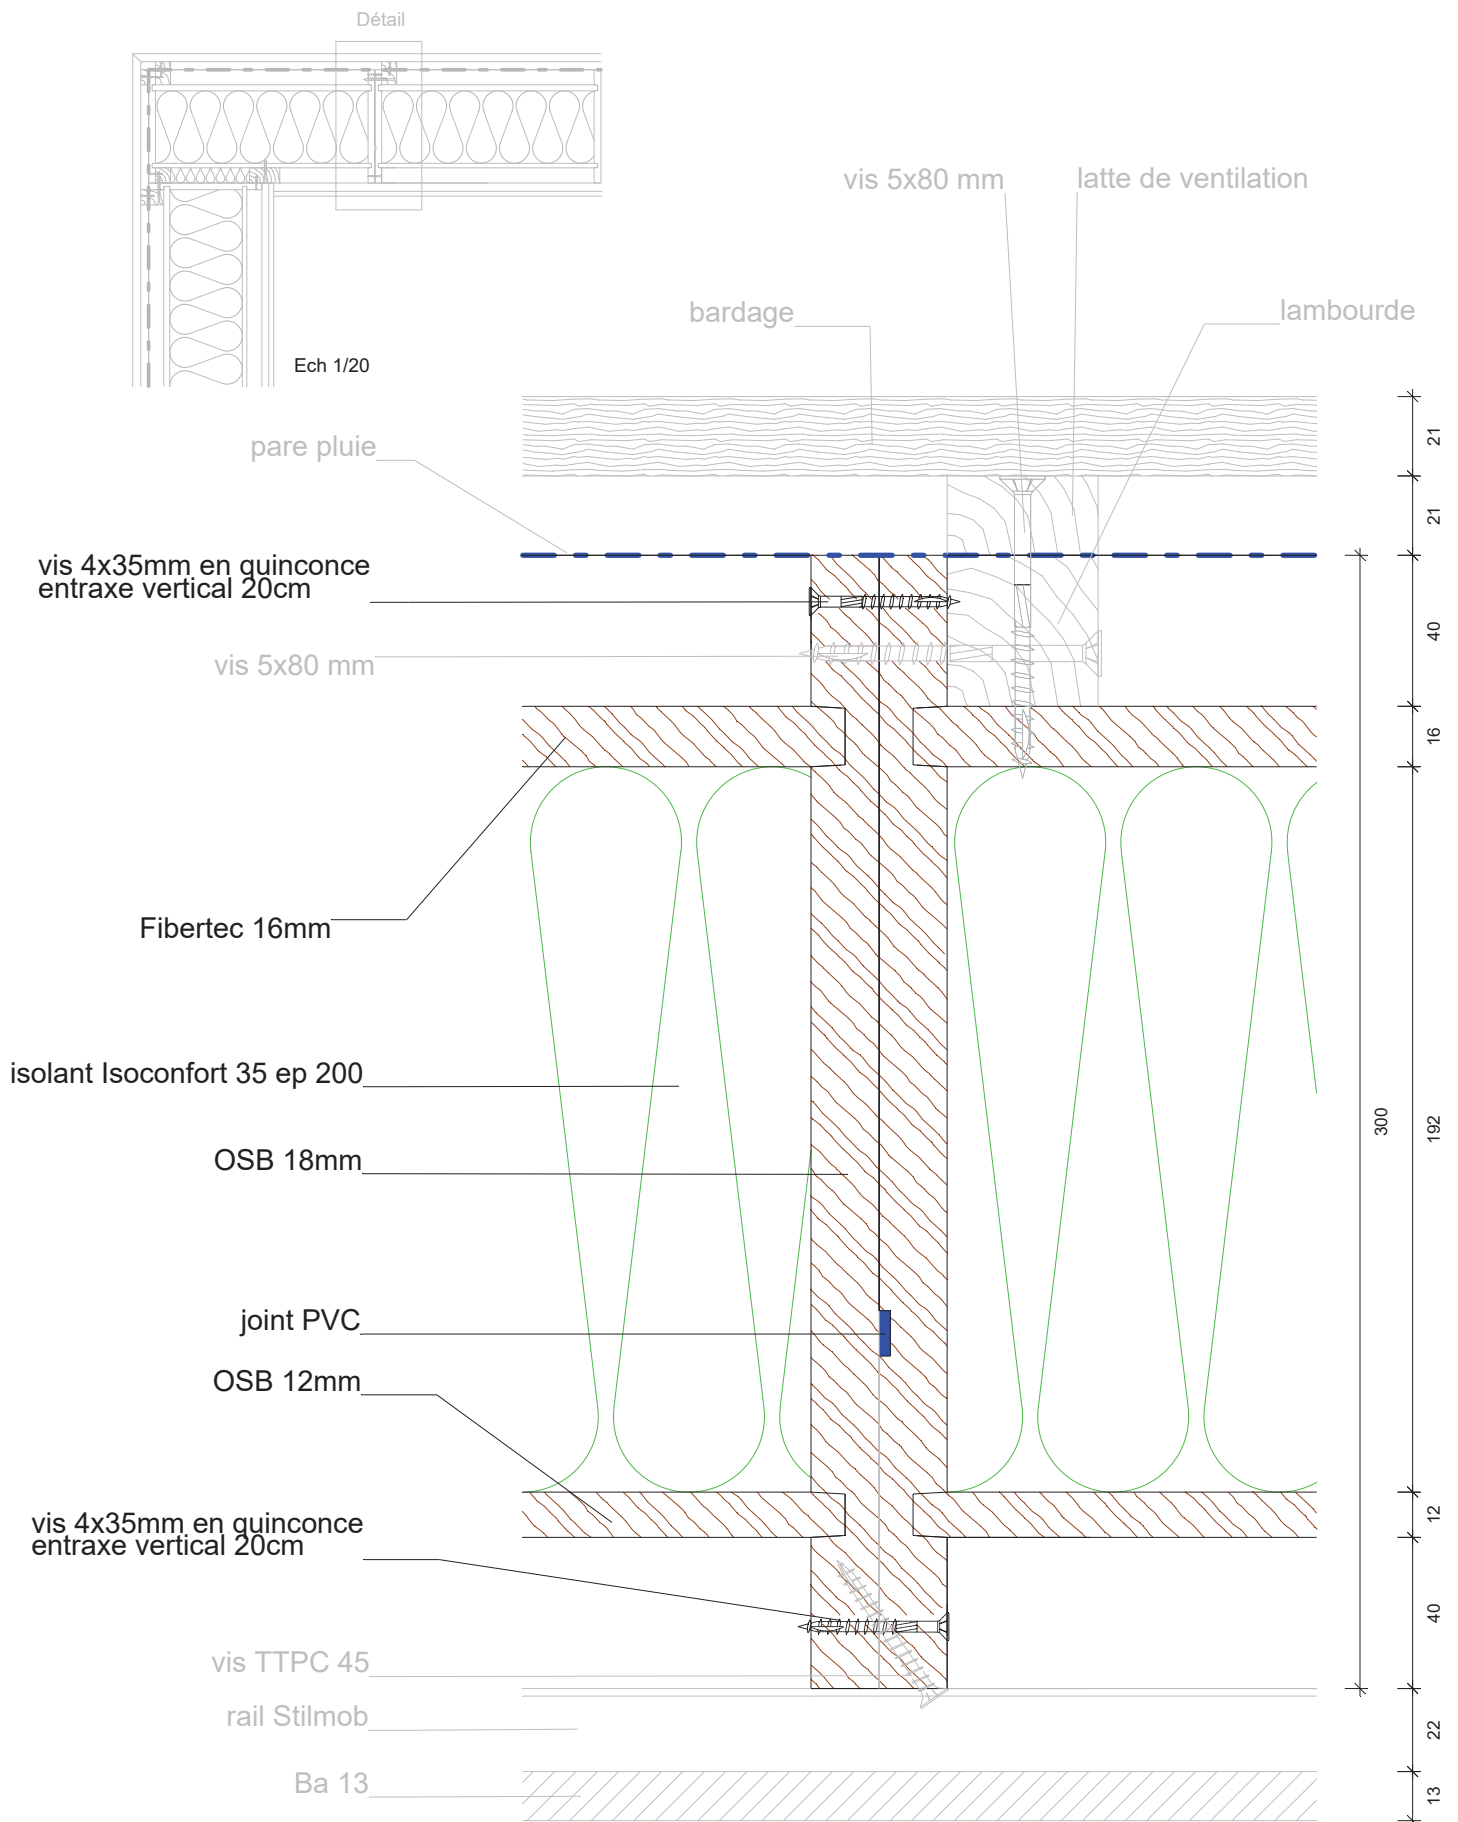 Détail
Ech 1/20
vis 5x80 mm
latte de ventilation
bardage
lambourde
pare pluie
vis 4x35mm en quinconce
entraxe vertical 20cm
vis 5x80 mm
Fibertec 16mm
isolant Isoconfort 35 ep 200
OSB 18mm
joint PVC
OSB 12mm
vis 4x35mm en quinconce
entraxe vertical 20cm
vis TTPC 45
rail Stilmob
Ba 13
21
21
40
16
192
300
12
40
22
13